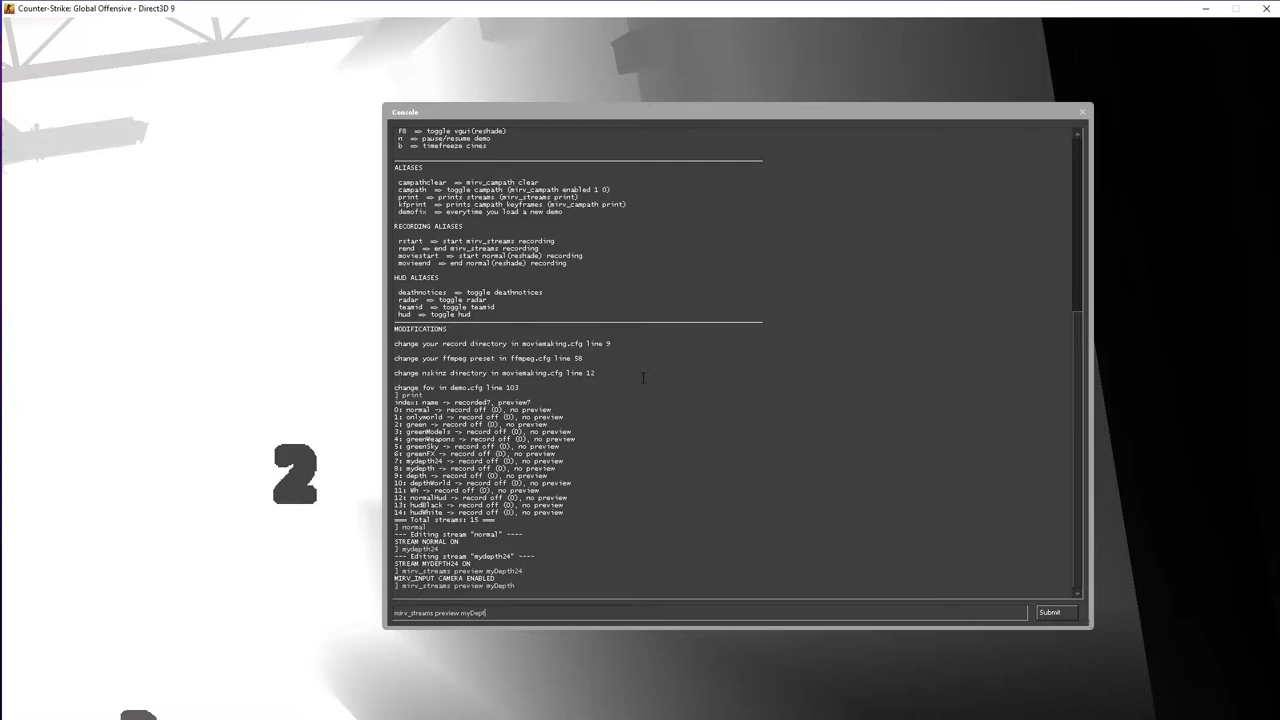 Counter-Strike: Global Offensive - Direct3D 9
Console
F8 => toggle vgui(reshade)
n => pause/resume demo
b => timefreeze cines
ALIASES
campathclear => mirv_campath clear
campath => toggle campath (mirv_campath enabled 1 0)
print => prints streams (mirv_streams print)
kfprint => prints campath keyframes (mirv_campath print)
demofix => everytime you load a new demo
RECORDING ALIASES
rstart => start mirv_streams recording
rend => end mirv_streams recording
moviestart => start normal(reshade) recording
movieend => end normal(reshade) recording
HUD ALIASES
deathnotices => toggle deathnotices
radar => toggle radar
teamid => toggle teamid
hud => toggle hud
MODIFICATIONS
change your record directory in moviemaking.cfg line 9
change your ffmpeg preset in ffmpeg.cfg line 58
change nskinz directory in moviemaking.cfg line 12
change fov in demo.cfg line 103
] print
index: name -> recorded?, preview?
0: normal -> record off (0), no preview
1: onlyworld -> record off (0), no preview
2: green -> record off (0), no preview
3: greenModels -> record off (0), no preview
4: greenWeapons -> record off (0), no preview
5: greenSky -> record off (0), no preview
6: greenFX -> record off (0), no preview
7: mydepth24 -> record off (0), no preview
8: mydepth -> record off (0), no preview
9: depth -> record off (0), no preview
10: depthWorld -> record off (0), no preview
11: Wh -> record off (0), no preview
12: normalHud -> record off (0), no preview
13: hudBlack -> record off (0), no preview
14: hudWhite -> record off (0), no preview
=== Total streams: 15 ===
] normal
--- Editing stream "normal" ----
STREAM NORMAL ON
] mydepth24
--- Editing stream "mydepth24" ----
STREAM MYDEPTH24 ON
] mirv_streams preview myDepth24
MIRV_INPUT CAMERA ENABLED
] mirv_streams preview myDepth
mirv_streams preview myDept
Submit
2